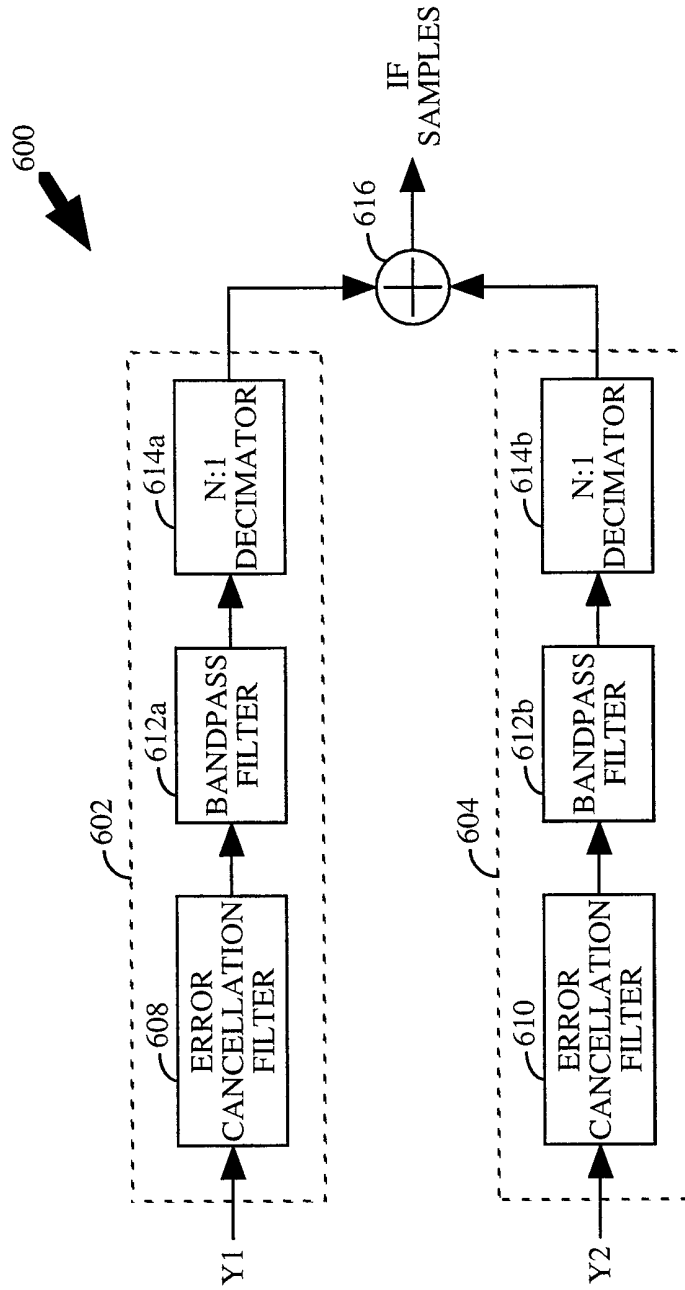 600
602
Y1
608
ERROR
CANCELLATION
FILTER
612a
BANDPASS
FILTER
614a
N:1
DECIMATOR
616
IF
SAMPLES
604
Y2
610
ERROR
CANCELLATION
FILTER
612b
BANDPASS
FILTER
614b
N:1
DECIMATOR